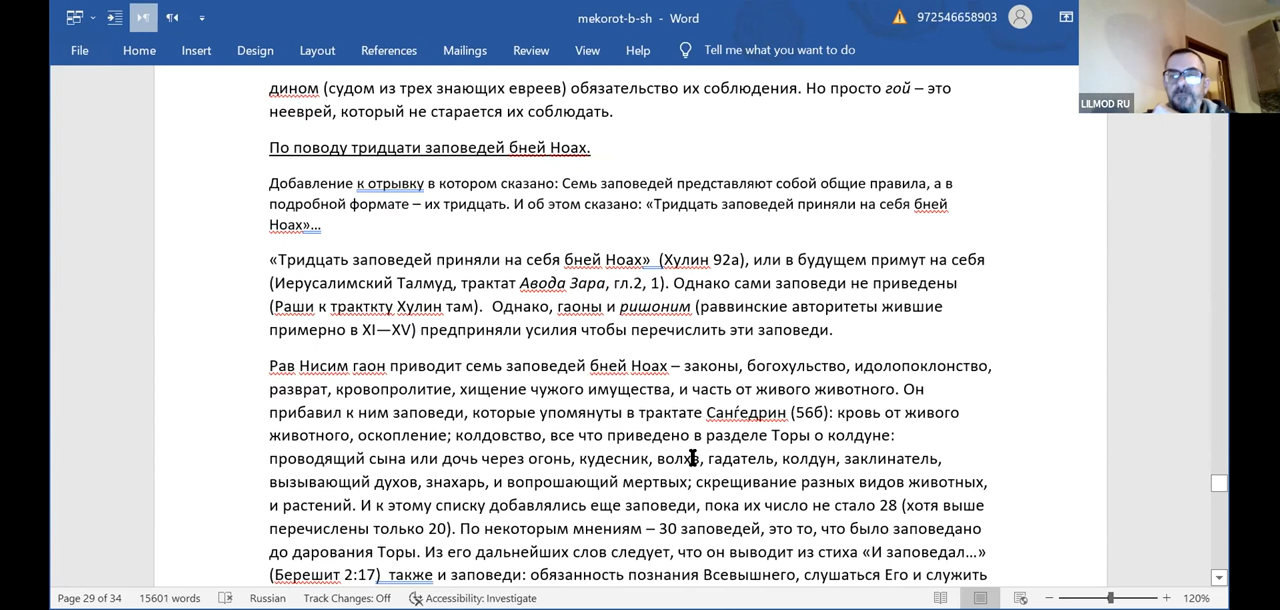 mekorot-b-sh - Word
972546658903
File Home Insert Design Layout References Mailings Review View Help Tell me what you want to do
LILMOD RU
дином (судом из трех знающих евреев) обязательство их соблюдения. Но просто гой – это
нееврей, который не старается их соблюдать.
По поводу тридцати заповедей бней Ноах.
Добавление к отрывку в котором сказано: Семь заповедей представляют собой общие правила, а в
подробной формате – их тридцать. И об этом сказано: «Тридцать заповедей приняли на себя бней
Ноах»...
«Тридцать заповедей приняли на себя бней Ноах» (Хулин 92а), или в будущем примут на себя
(Иерусалимский Талмуд, трактат Авода Зара, гл.2, 1). Однако сами заповеди не приведены
(Раши к тракткту Хулин там). Однако, гаоны и ришоним (раввинские авторитеты жившие
примерно в XI—XV) предприняли усилия чтобы перечислить эти заповеди.
Рав Нисим гаон приводит семь заповедей бней Ноах – законы, богохульство, идолопоклонство,
разврат, кровопролитие, хищение чужого имущества, и часть от живого животного. Он
прибавил к ним заповеди, которые упомянуты в трактате Санѓедрин (56б): кровь от живого
животного, оскопление; колдовство, все что приведено в разделе Торы о колдуне:
проводящий сына или дочь через огонь, кудесник, волхв, гадатель, колдун, заклинатель,
вызывающий духов, знахарь, и вопрошающий мертвых; скрещивание разных видов животных,
и растений. И к этому списку добавлялись еще заповеди, пока их число не стало 28 (хотя выше
перечислены только 20). По некоторым мнениям – 30 заповедей, это то, что было заповедано
до дарования Торы. Из его дальнейших слов следует, что он выводит из стиха «И заповедал...»
(Берешит 2:17) также и заповеди: обязанность познания Всевышнего, слушаться Его и служить
Page 29 of 34 15601 words Russian Track Changes: Off Accessibility: Investigate 120%